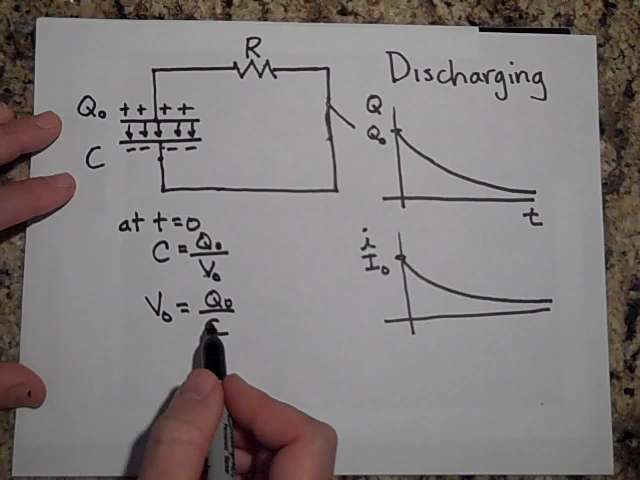 R
Discharging
Q₀ ++ ++
-- --
C
Q
Q₀
t
at t=0
C = Q₀/V₀
V₀ = Q₀/C
i
I₀